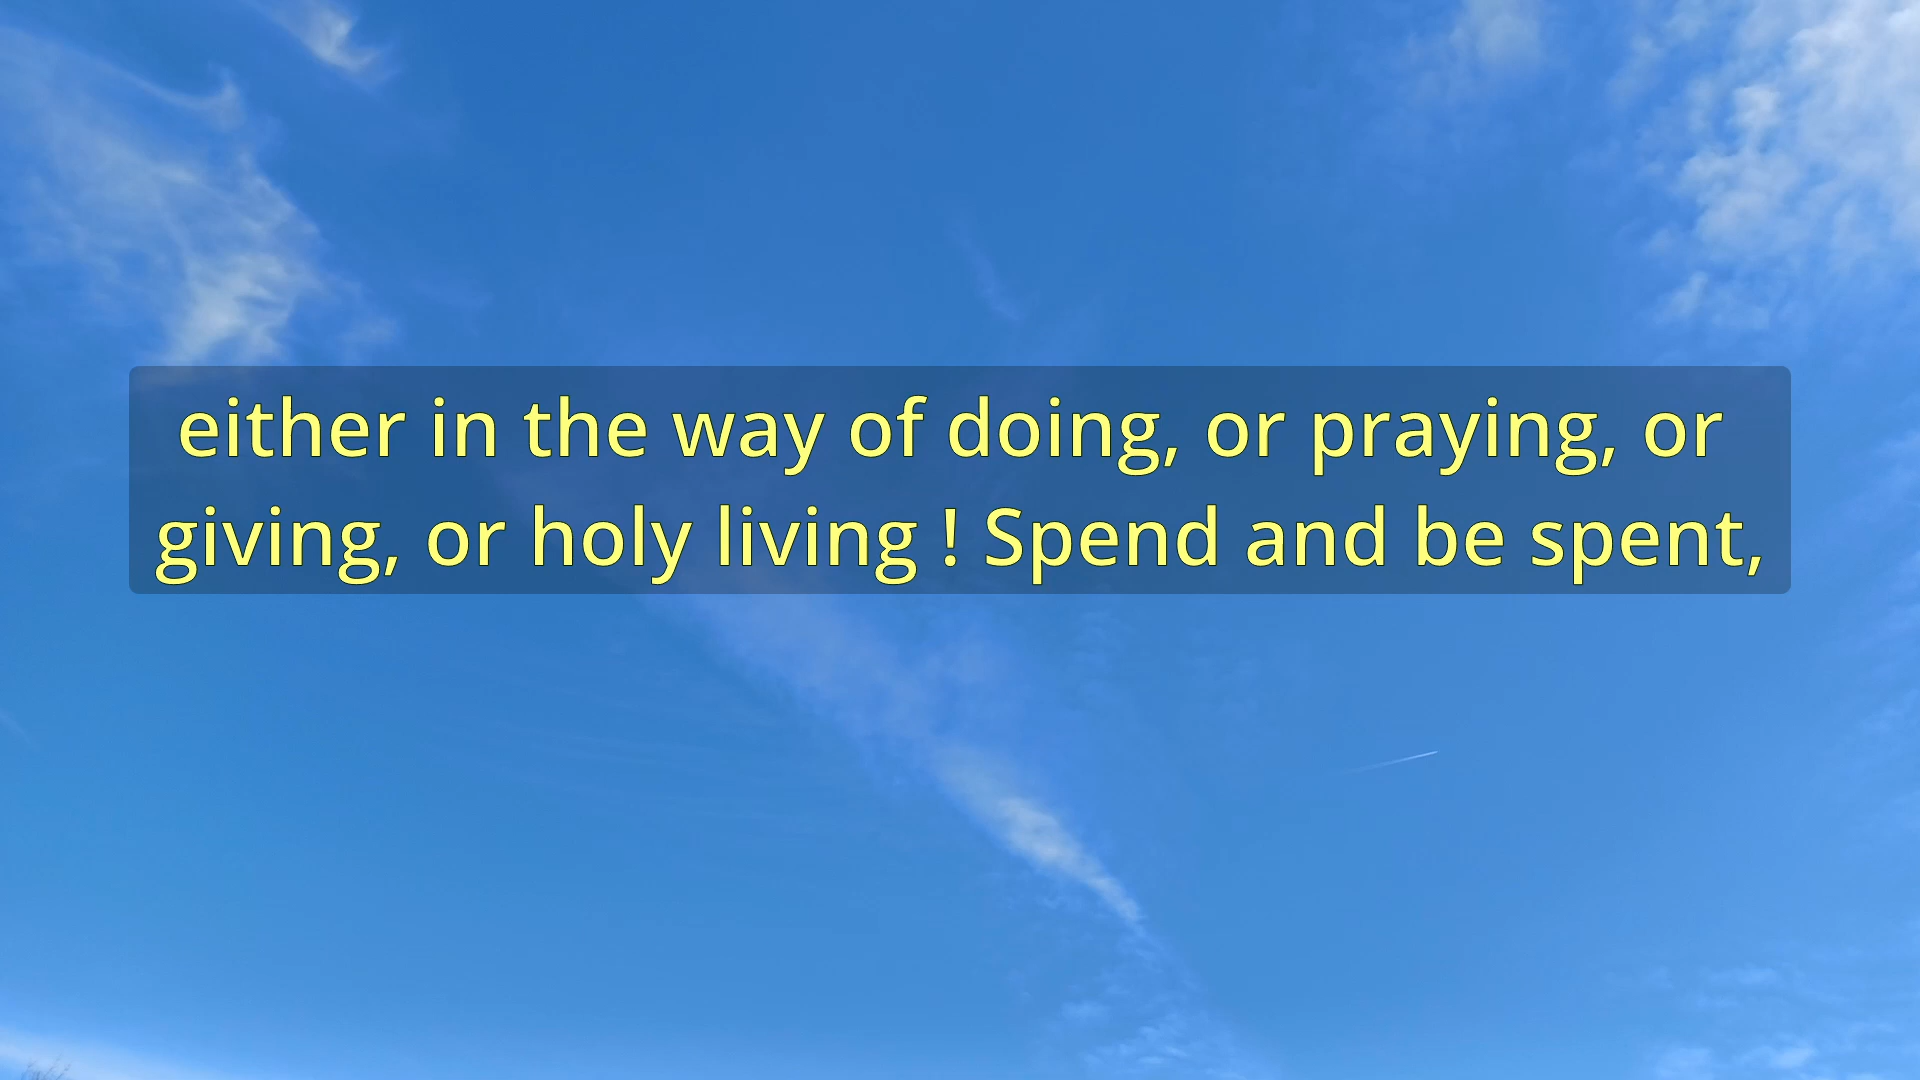 either in the way of doing, or praying, or
giving, or holy living ! Spend and be spent,